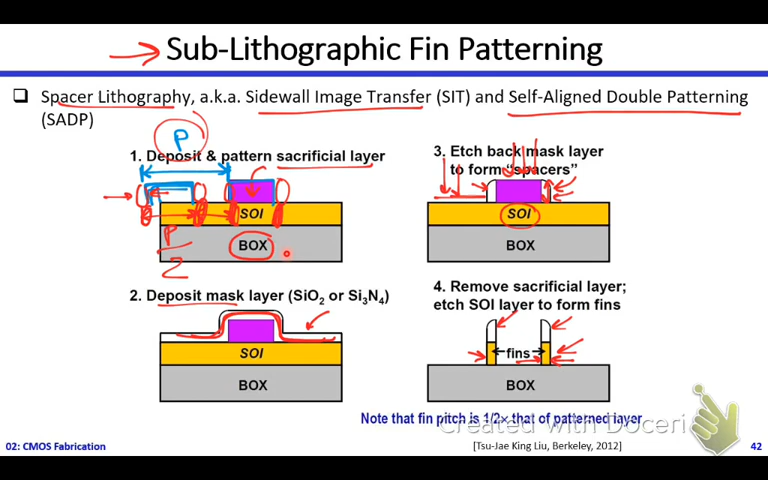 Sub-Lithographic Fin Patterning
Spacer Lithography, a.k.a. Sidewall Image Transfer (SIT) and Self-Aligned Double Patterning
(SADP)
P
1. Deposit & pattern sacrificial layer
SOI
BOX
P/2
2. Deposit mask layer (SiO₂ or Si₃N₄)
SOI
BOX
3. Etch back mask layer
to form “spacers”
SOI
BOX
4. Remove sacrificial layer;
etch SOI layer to form fins
fins
BOX
Note that fin pitch is 1/2× that of patterned layer
Created with Doceri
02: CMOS Fabrication
[Tsu-Jae King Liu, Berkeley, 2012]
42